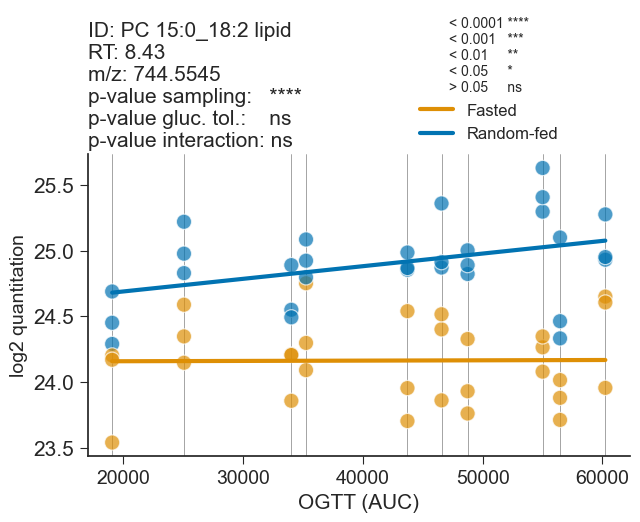 ID: PC 15:0_18:2 lipid
RT: 8.43
m/z: 744.5545
p-value sampling: ****
p-value gluc. tol.: ns
p-value interaction: ns
< 0.0001 ****
< 0.001 ***
< 0.01 **
< 0.05 *
> 0.05 ns
Fasted
Random-fed
log2 quantitation
25.5
25.0
24.5
24.0
23.5
20000 30000 40000 50000 60000
OGTT (AUC)